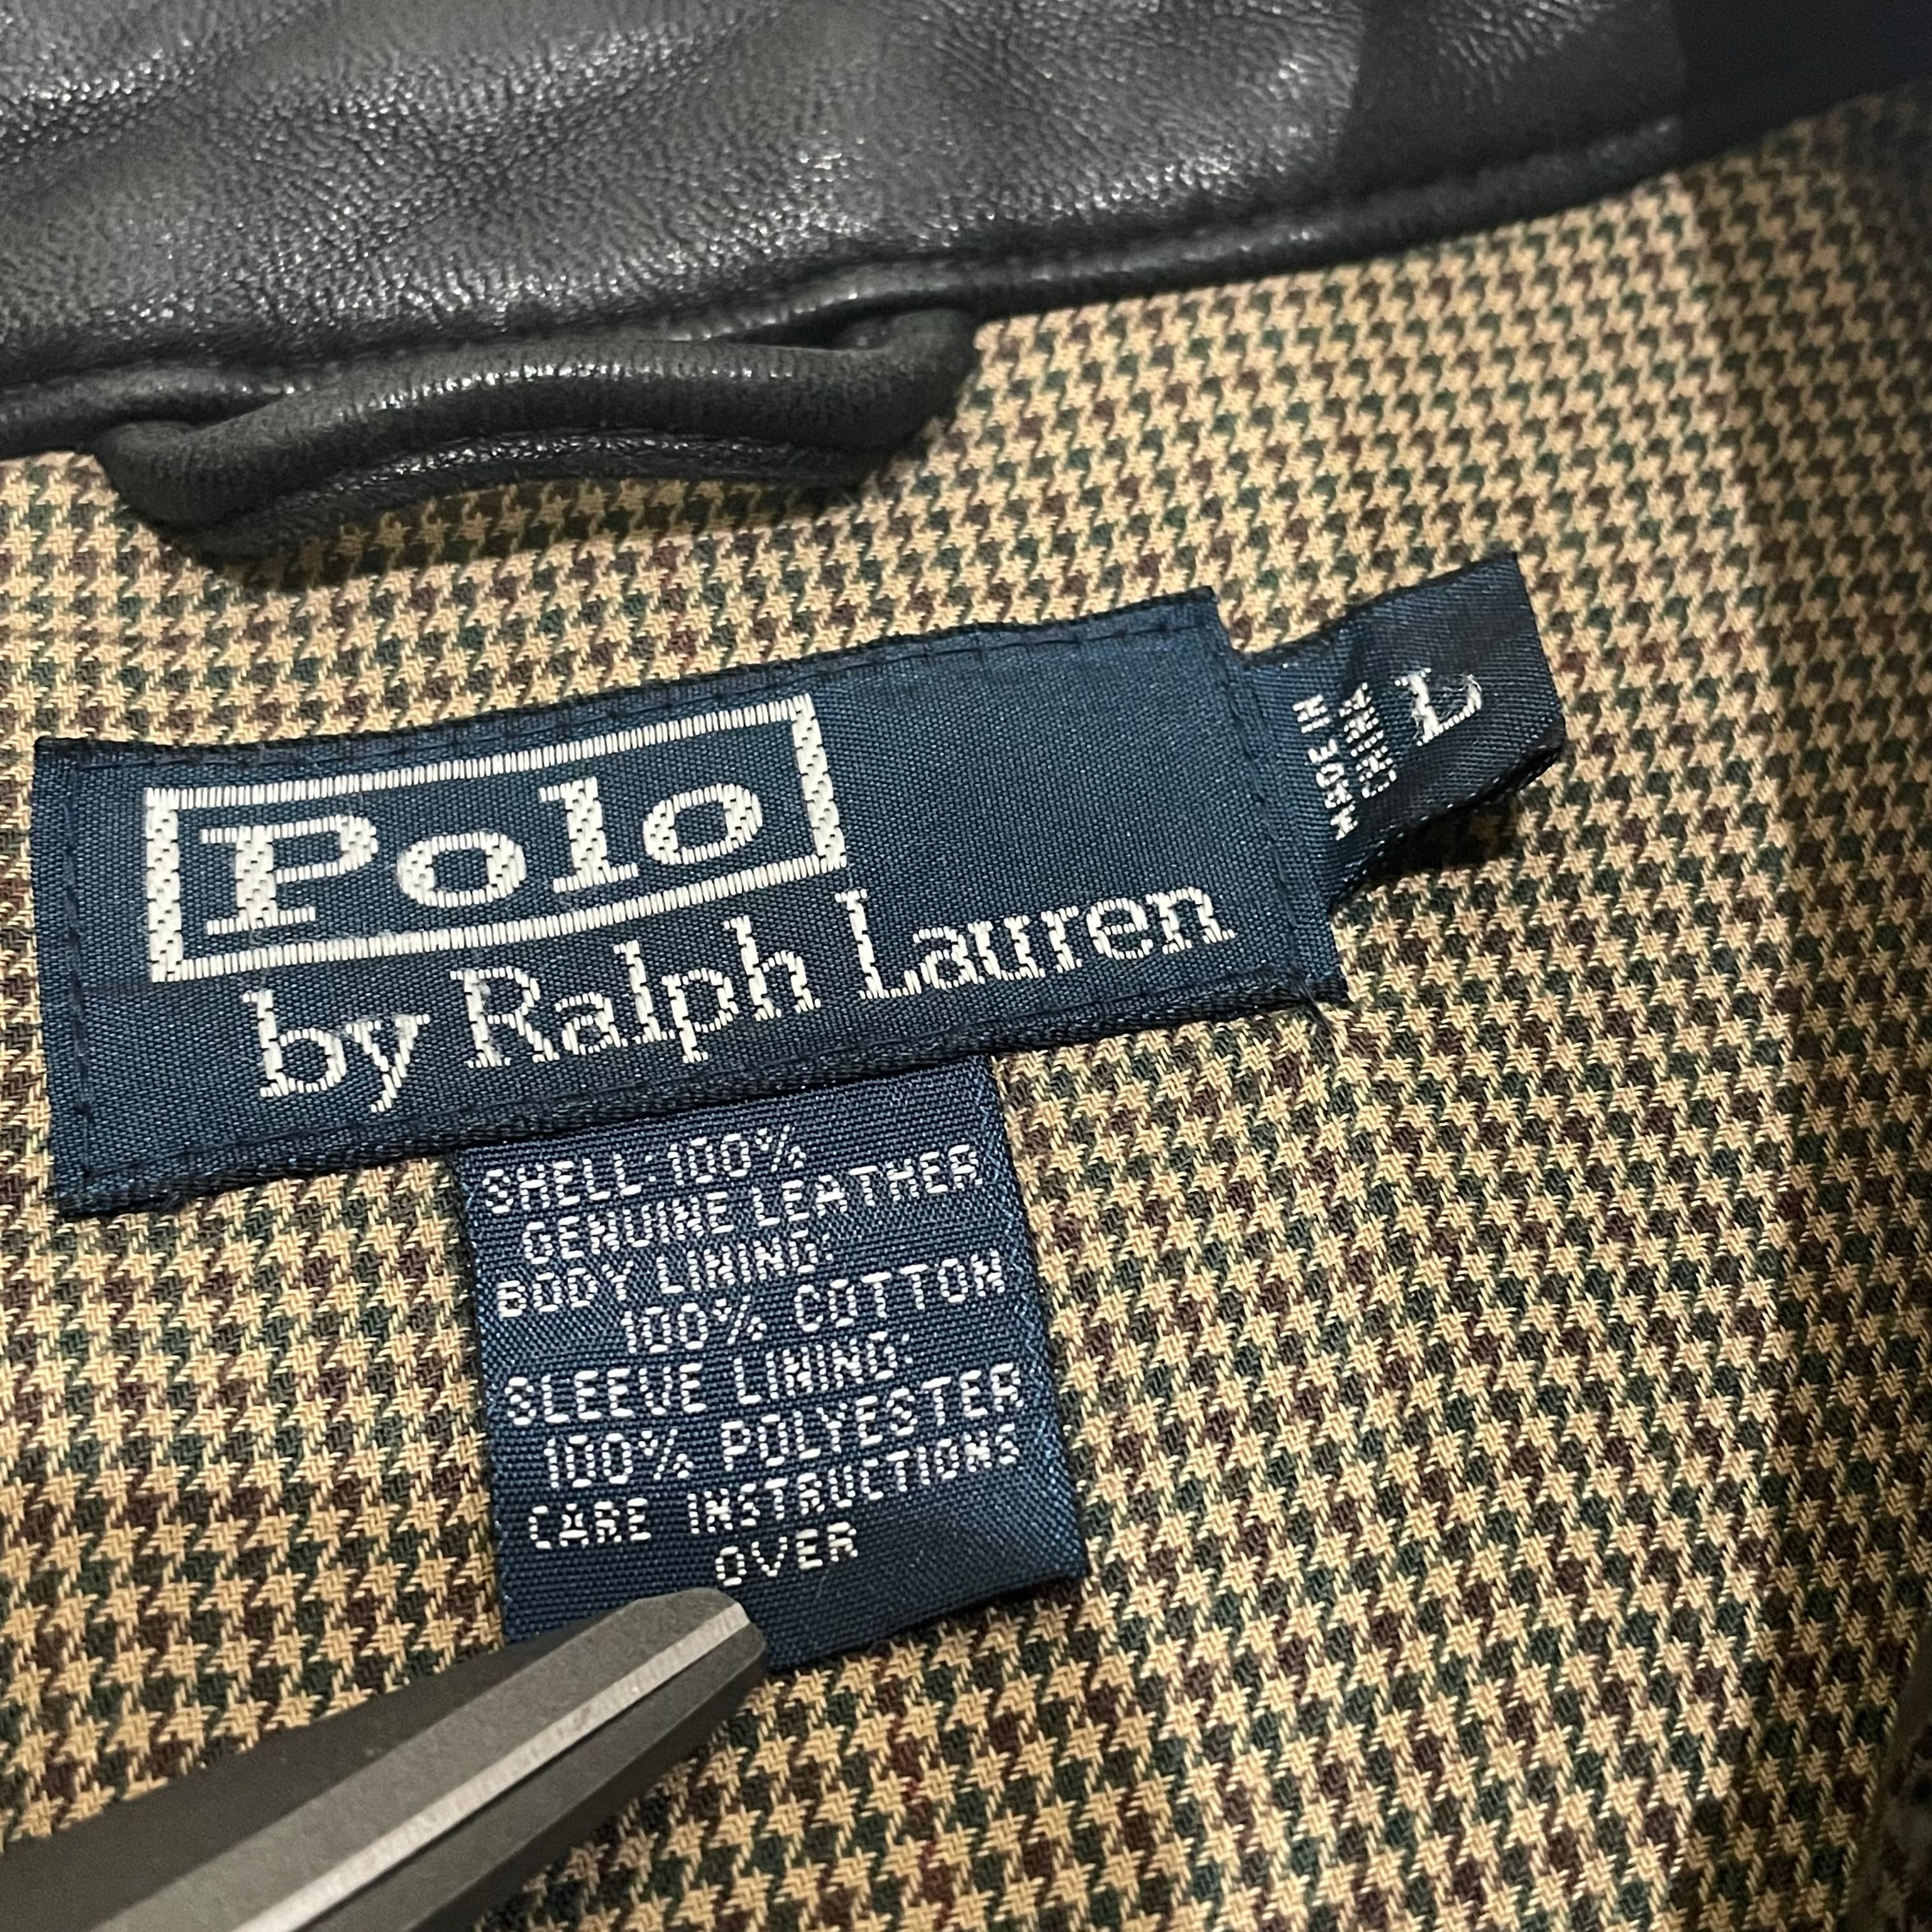 Polo
by Ralph Lauren
L
MADE IN
CHINA
SHELL: 100%
GENUINE LEATHER
BODY LINING:
100% COTTON
SLEEVE LINING:
100% POLYESTER
CARE INSTRUCTIONS
OVER